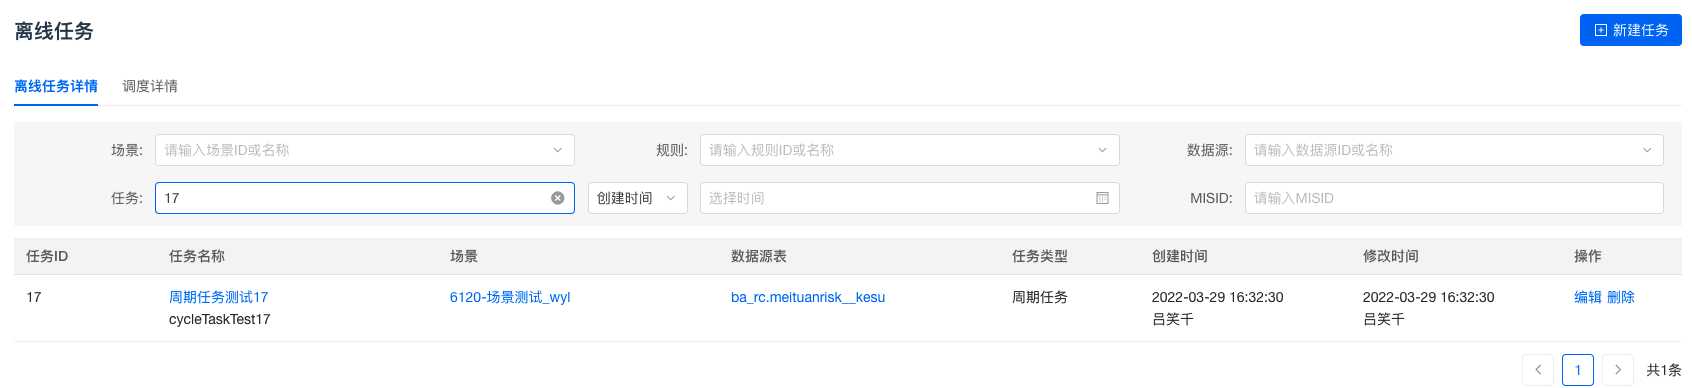 离线任务
新建任务
离线任务详情 调度详情
场景: 请输入场景ID或名称 规则: 请输入规则ID或名称 数据源: 请输入数据源ID或名称
任务: 17 创建时间 选择时间 MISID: 请输入MISID
任务ID 任务名称 场景 数据源表 任务类型 创建时间 修改时间 操作
17 周期任务测试17 6120-场景测试_wyl ba_rc.meituanrisk__kesu 周期任务 2022-03-29 16:32:30 2022-03-29 16:32:30 编辑 删除
cycleTaskTest17 吕笑千 吕笑千
1 共1条